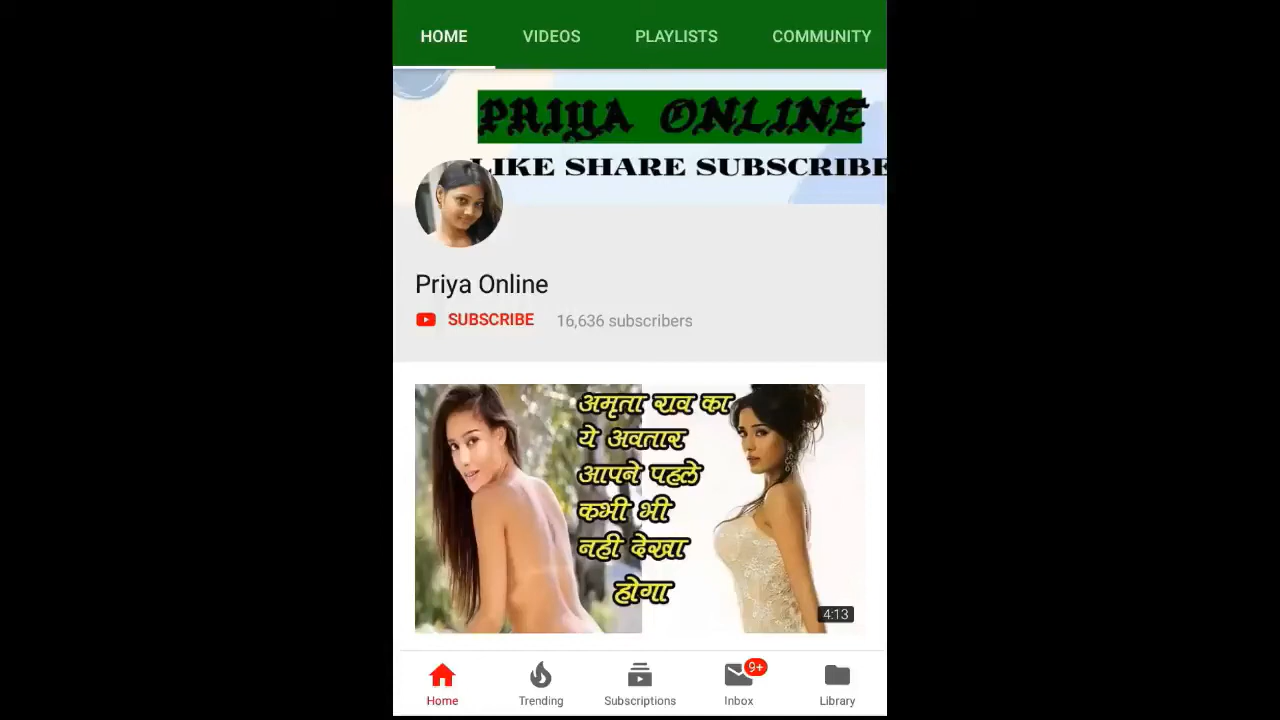 HOME VIDEOS PLAYLISTS COMMUNITY
PRIYA ONLINE
LIKE SHARE SUBSCRIBE
Priya Online
SUBSCRIBE 16,636 subscribers
अमृता राव का
ये अवतार
आपने पहले
कभी भी
नही देखा
होगा
4:13
9+
Home Trending Subscriptions Inbox Library